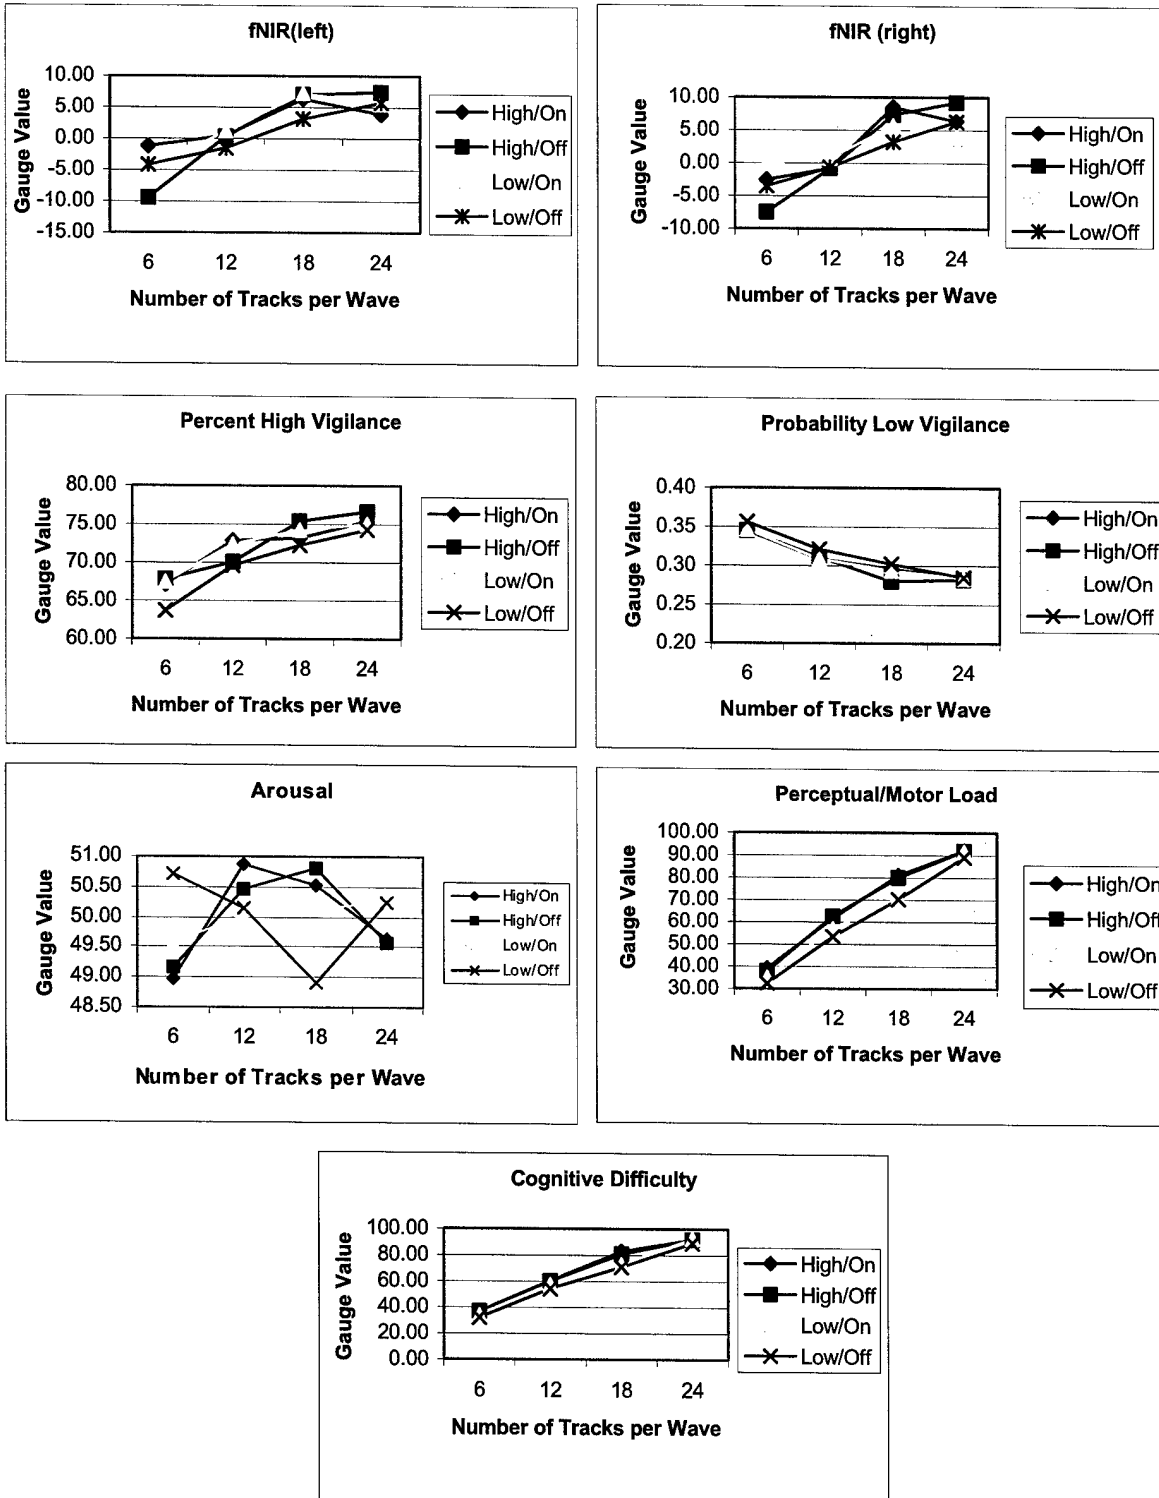 fNIR(left)
Gauge Value
10.00
5.00
0.00
-5.00
-10.00
-15.00
6 12 18 24
Number of Tracks per Wave
High/On
High/Off
Low/On
Low/Off
fNIR (right)
Gauge Value
10.00
5.00
0.00
-5.00
-10.00
6 12 18 24
Number of Tracks per Wave
High/On
High/Off
Low/On
Low/Off
Percent High Vigilance
Gauge Value
80.00
75.00
70.00
65.00
60.00
6 12 18 24
Number of Tracks per Wave
High/On
High/Off
Low/On
Low/Off
Probability Low Vigilance
Gauge Value
0.40
0.35
0.30
0.25
0.20
6 12 18 24
Number of Tracks per Wave
High/On
High/Off
Low/On
Low/Off
Arousal
Gauge Value
51.00
50.50
50.00
49.50
49.00
48.50
6 12 18 24
Number of Tracks per Wave
High/On
High/Off
Low/On
Low/Off
Perceptual/Motor Load
Gauge Value
100.00
90.00
80.00
70.00
60.00
50.00
40.00
30.00
6 12 18 24
Number of Tracks per Wave
High/On
High/Off
Low/On
Low/Off
Cognitive Difficulty
Gauge Value
100.00
80.00
60.00
40.00
20.00
0.00
6 12 18 24
Number of Tracks per Wave
High/On
High/Off
Low/On
Low/Off